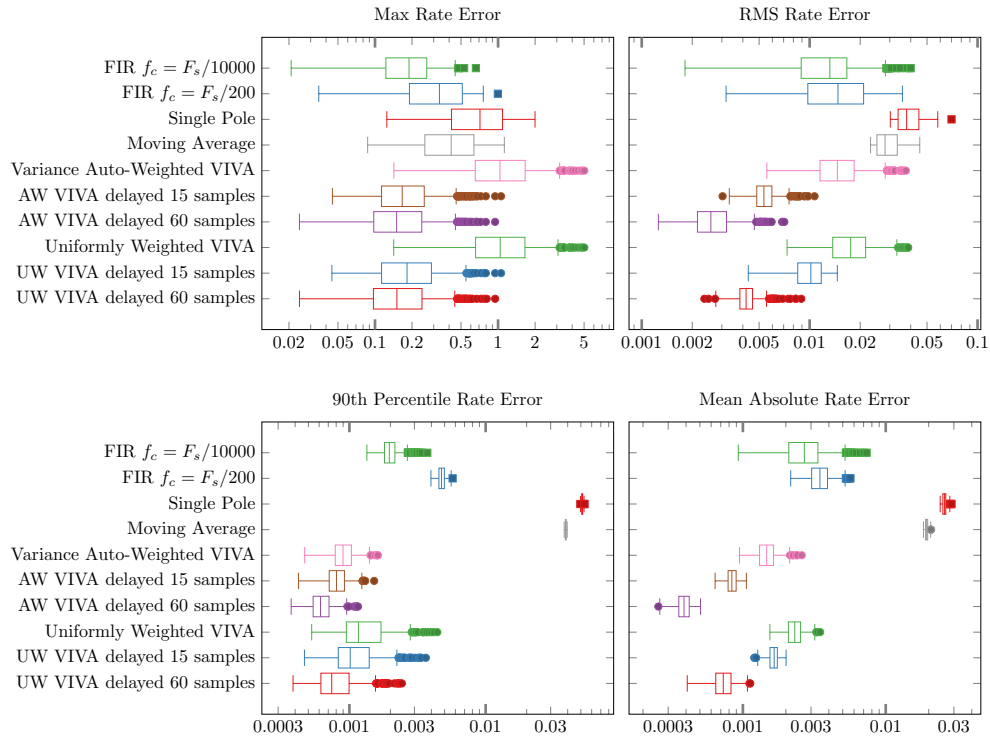 Max Rate Error
RMS Rate Error
FIR f_c = F_s/10000
FIR f_c = F_s/200
Single Pole
Moving Average
Variance Auto-Weighted VIVA
AW VIVA delayed 15 samples
AW VIVA delayed 60 samples
Uniformly Weighted VIVA
UW VIVA delayed 15 samples
UW VIVA delayed 60 samples
0.02 0.05 0.1 0.2 0.5 1 2 5
0.001 0.002 0.005 0.01 0.02 0.05 0.1
90th Percentile Rate Error
Mean Absolute Rate Error
FIR f_c = F_s/10000
FIR f_c = F_s/200
Single Pole
Moving Average
Variance Auto-Weighted VIVA
AW VIVA delayed 15 samples
AW VIVA delayed 60 samples
Uniformly Weighted VIVA
UW VIVA delayed 15 samples
UW VIVA delayed 60 samples
0.0003 0.001 0.003 0.01 0.03
0.0003 0.001 0.003 0.01 0.03